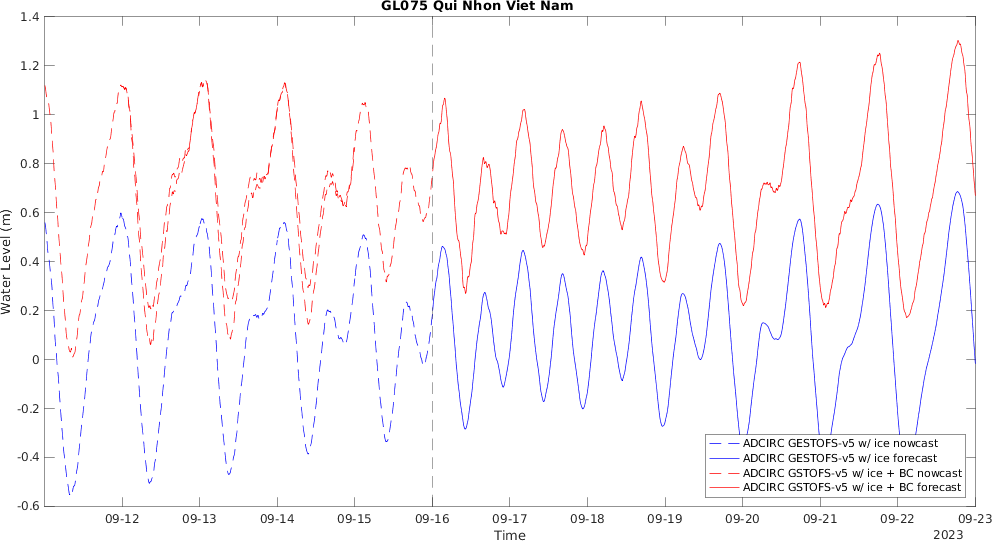 GL075 Qui Nhon Viet Nam
1.4
1.2
1
0.8
0.6
0.4
0.2
0
-0.2
-0.4
-0.6
Water Level (m)
ADCIRC GESTOFS-v5 w/ ice nowcast
ADCIRC GESTOFS-v5 w/ ice forecast
ADCIRC GSTOFS-v5 w/ ice + BC nowcast
ADCIRC GSTOFS-v5 w/ ice + BC forecast
09-12 09-13 09-14 09-15 09-16 09-17 09-18 09-19 09-20 09-21 09-22 09-23
Time
2023